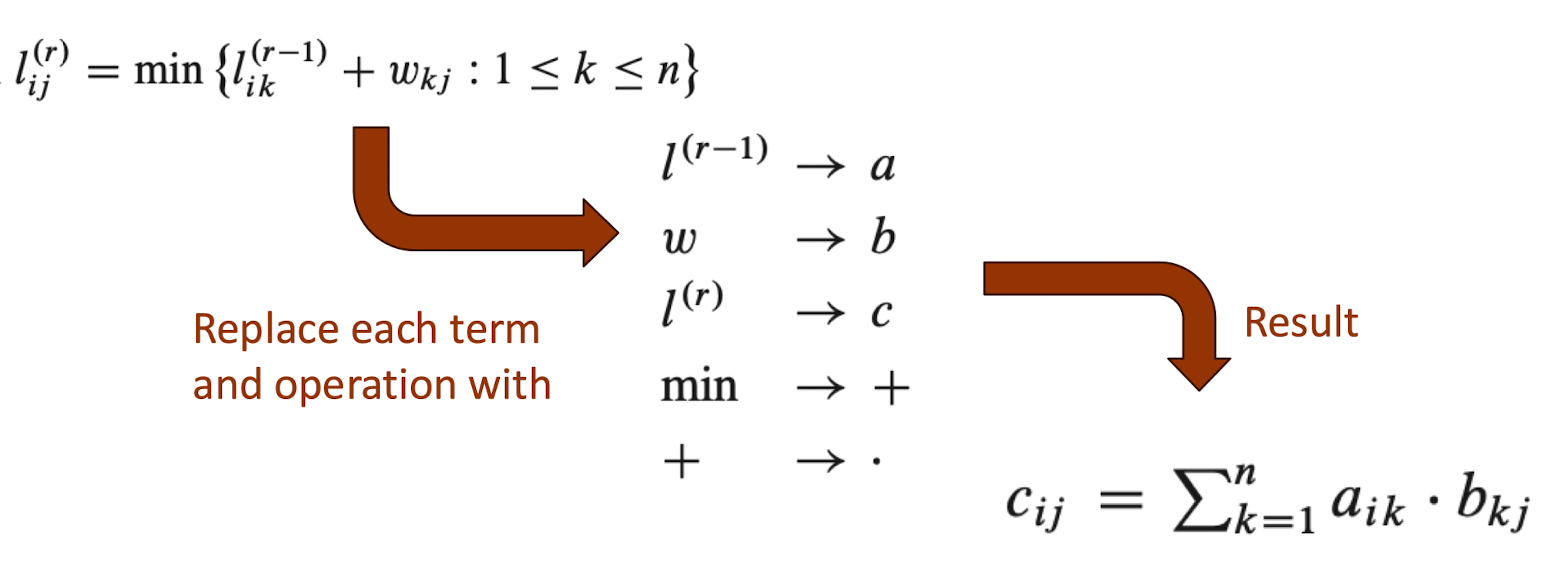 l_{ij}^{(r)} = min {l_{ik}^{(r−1)} + w_{kj} : 1 ≤ k ≤ n}
l^{(r−1)} → a
w → b
l^{(r)} → c
min → +
+ → ·
Replace each term
and operation with
Result
c_{ij} = ∑_{k=1}^{n} a_{ik} · b_{kj}